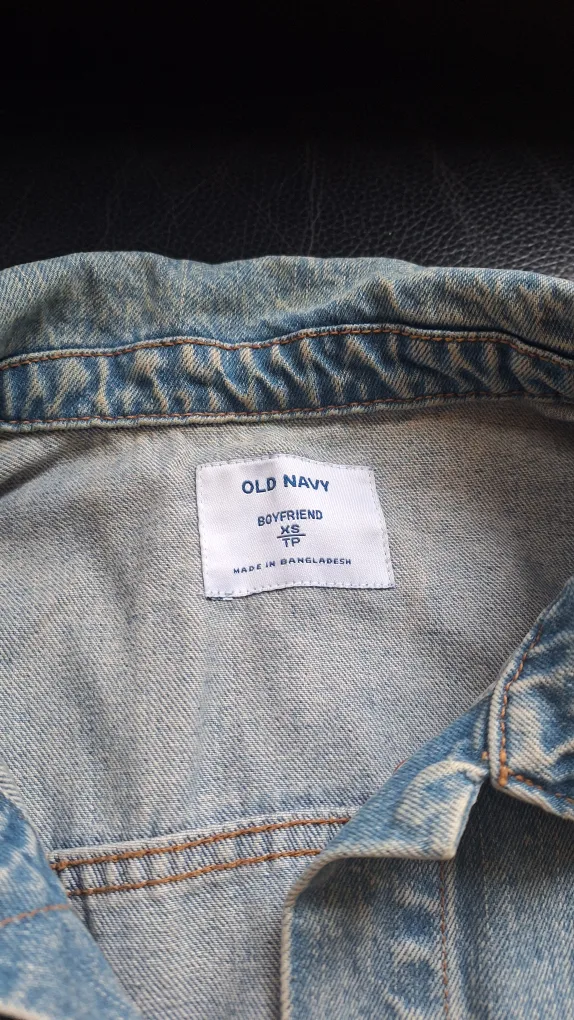 OLD NAVY
BOYFRIEND
XS
TP
MADE IN BANGLADESH